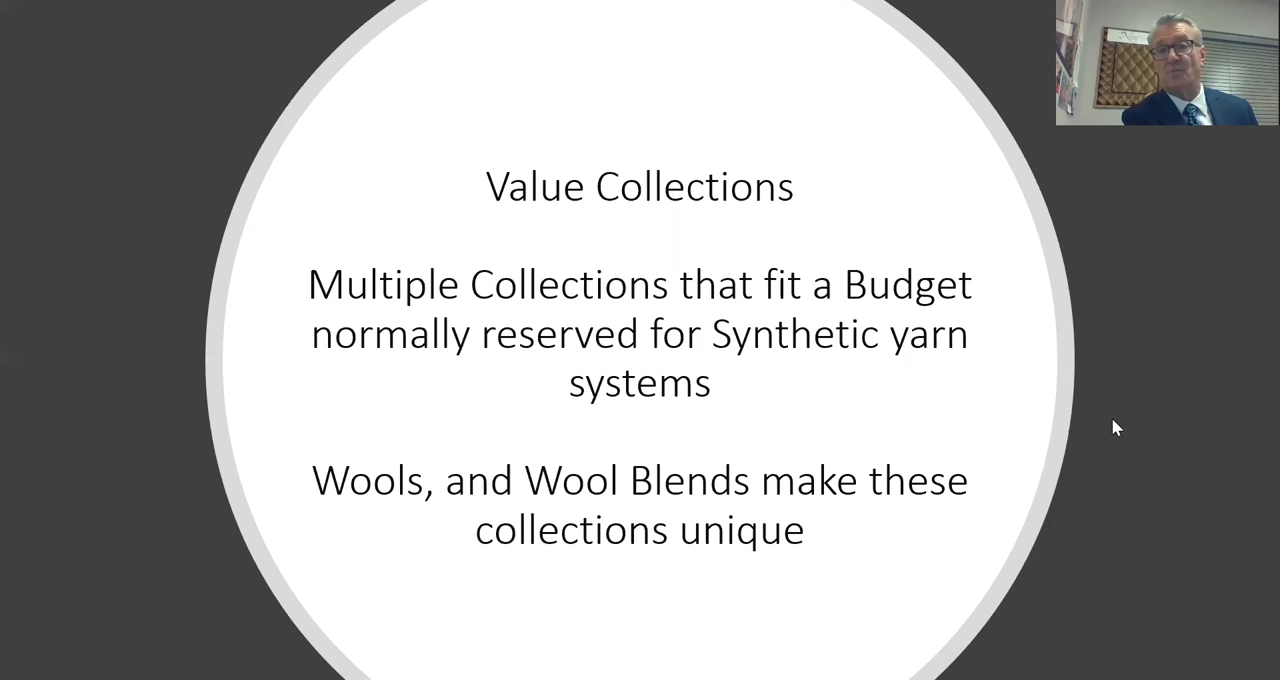 Value Collections
Multiple Collections that fit a Budget
normally reserved for Synthetic yarn
systems
Wools, and Wool Blends make these
collections unique